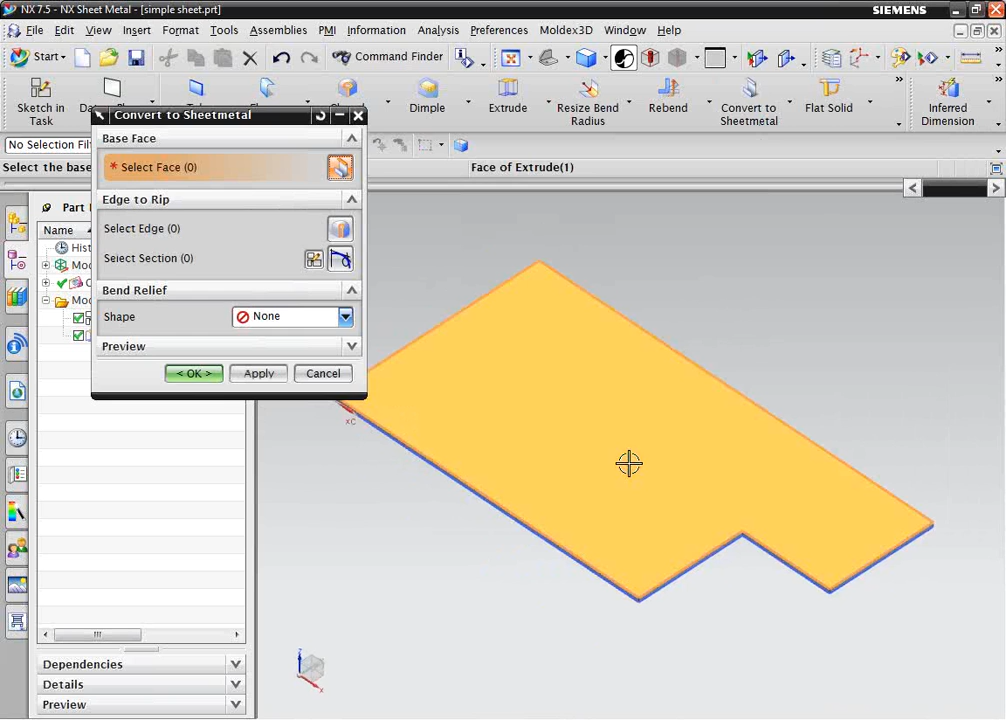 NX 7.5 - NX Sheet Metal - [simple sheet.prt]
SIEMENS
File Edit View Insert Format Tools Assemblies PMI Information Analysis Preferences Moldex3D Window Help
Start
Command Finder
Sketch in Task
Dimple
Extrude
Resize Bend Radius
Rebend
Convert to Sheetmetal
Flat Solid
Inferred Dimension
No Selection Filt
Select the base
Face of Extrude(1)
Convert to Sheetmetal
Base Face
* Select Face (0)
Edge to Rip
Select Edge (0)
Select Section (0)
Bend Relief
Shape
None
Preview
< OK >
Apply
Cancel
Part
Name
Hist
Mod
Mod
XC
Z
X
Dependencies
Details
Preview